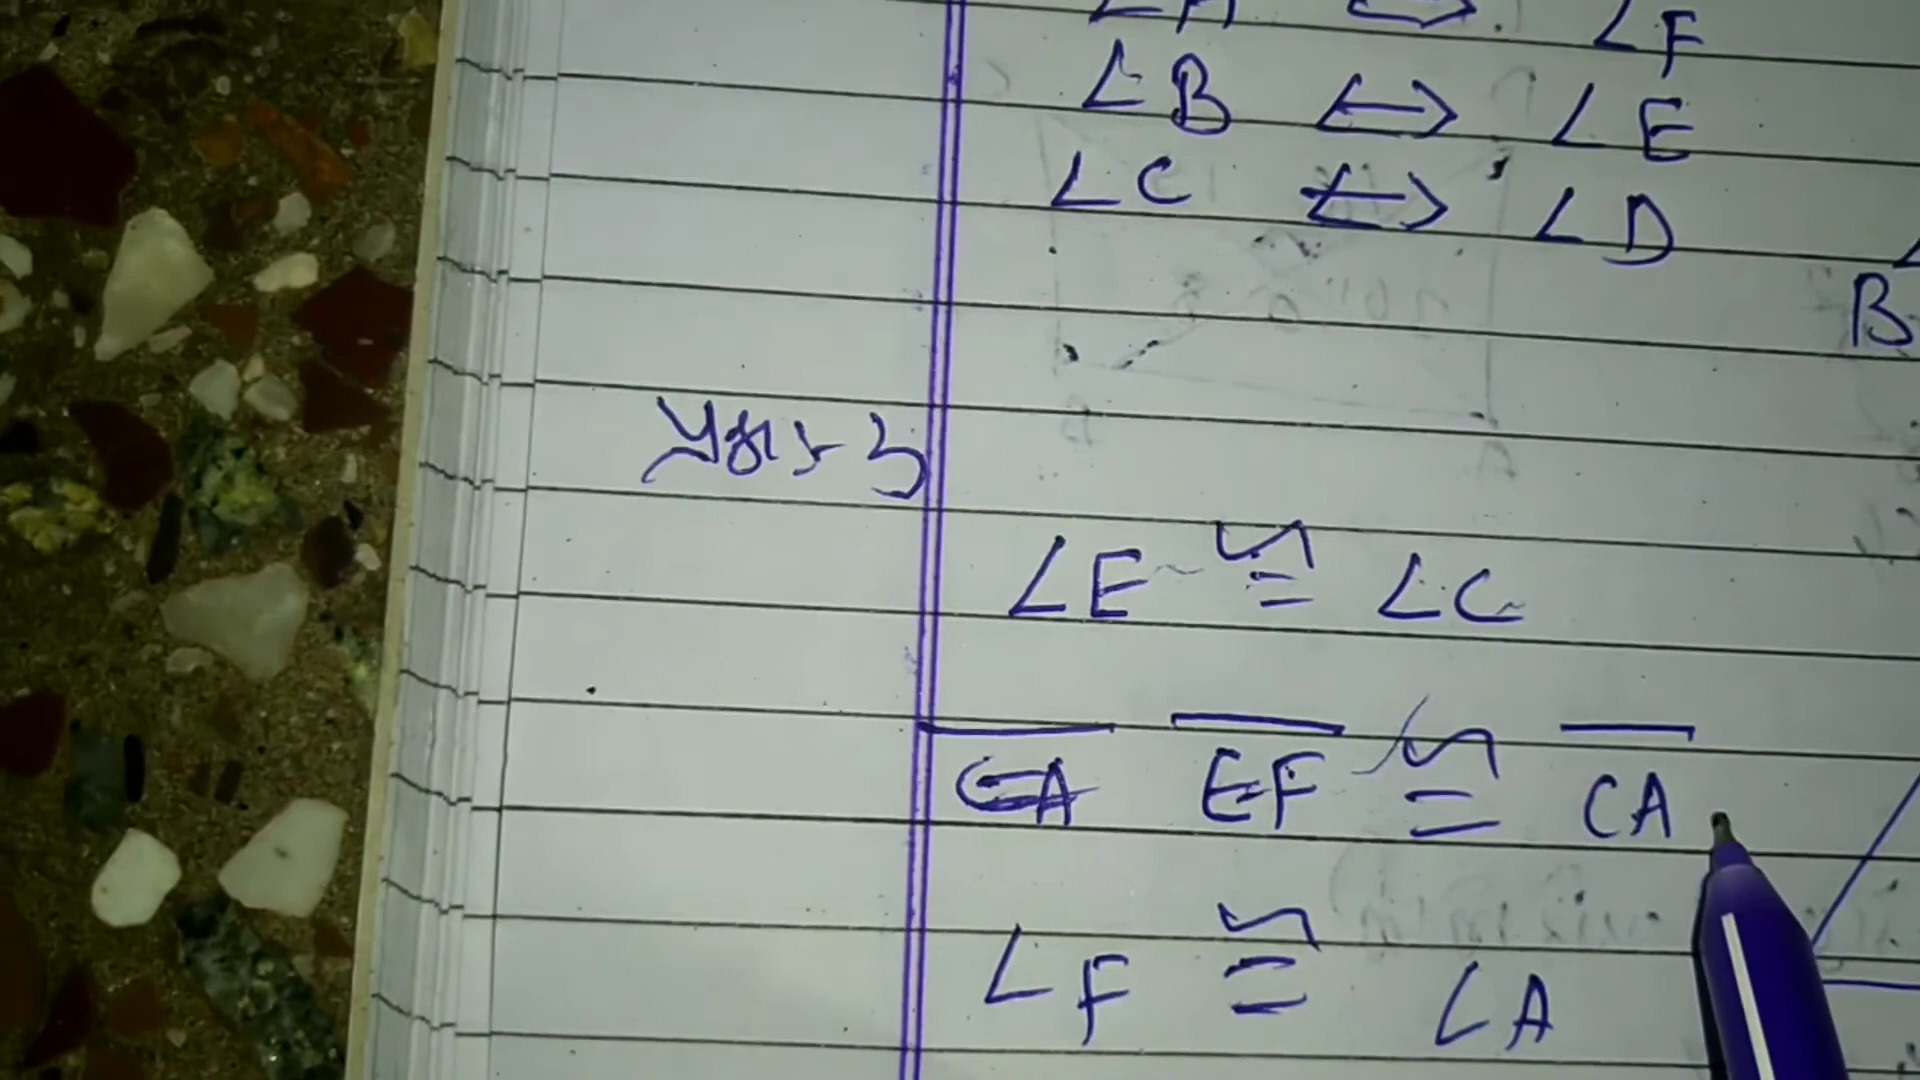 ∠A ⟷ ∠F
∠B ⟷ ∠E
∠C ⟷ ∠D
B
∠E ≅ ∠C
EF ≅ CA
∠F ≅ ∠A